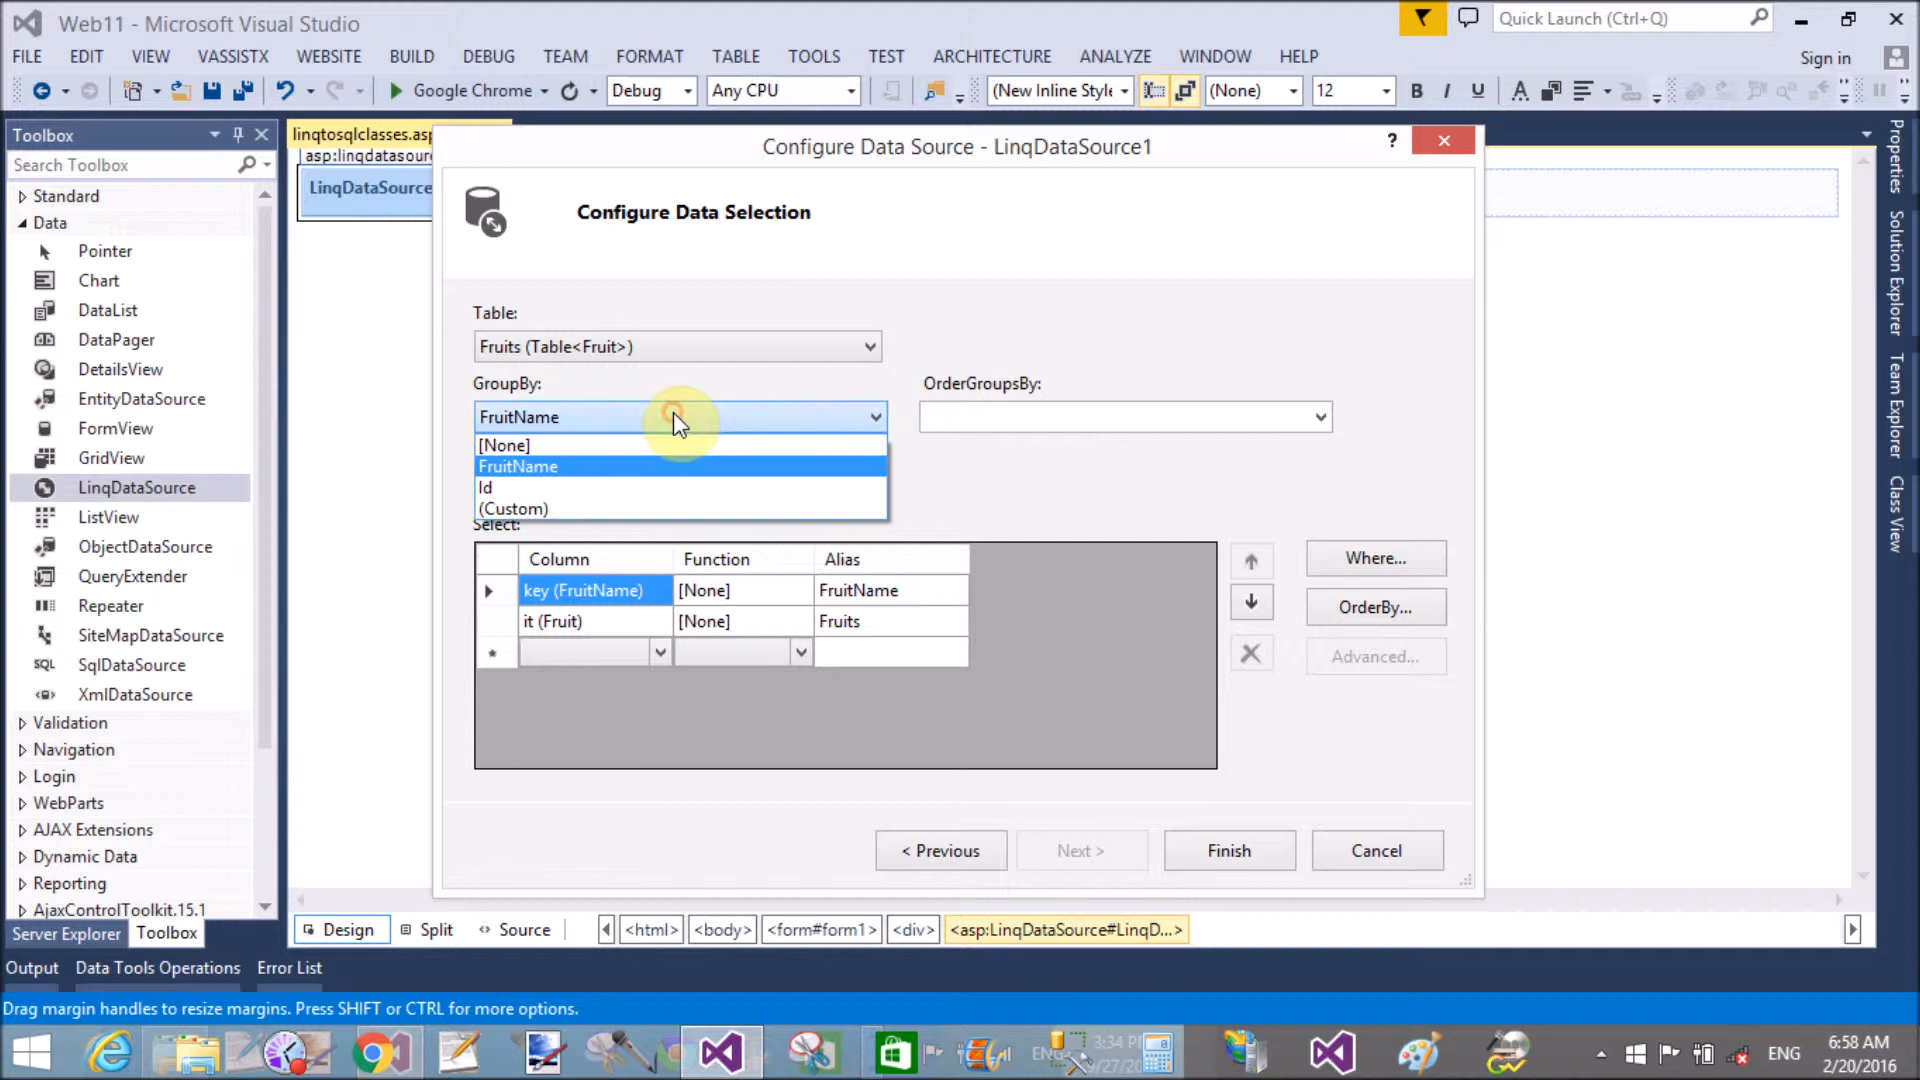 Web11 - Microsoft Visual Studio
Quick Launch (Ctrl+Q)
FILE EDIT VIEW VASSISTX WEBSITE BUILD DEBUG TEAM FORMAT TABLE TOOLS TEST ARCHITECTURE ANALYZE WINDOW HELP
Sign in
Google Chrome Debug Any CPU (New Inline Style (None) 12 B I U A
Toolbox
Search Toolbox
Standard
Data
Pointer
Chart
DataList
DataPager
DetailsView
EntityDataSource
FormView
GridView
LinqDataSource
ListView
ObjectDataSource
QueryExtender
Repeater
SiteMapDataSource
SQL SqlDataSource
XmlDataSource
Validation
Navigation
Login
WebParts
AJAX Extensions
Dynamic Data
Reporting
AjaxControlToolkit.15.1
Server Explorer Toolbox
linqtosqlclasses.asp
asp:linqdatasour
LinqDataSource
Configure Data Source - LinqDataSource1
?
Configure Data Selection
Table:
Fruits (Table<Fruit>)
GroupBy: OrderGroupsBy:
FruitName
[None]
FruitName
Id
(Custom)
Select:
Column Function Alias
key (FruitName) [None] FruitName
it (Fruit) [None] Fruits
Where...
OrderBy...
Advanced...
< Previous Next > Finish Cancel
Properties
Solution Explorer
Team Explorer
Class View
Design Split Source <html> <body> <form#form1> <div> <asp:LinqDataSource#LinqD...>
Output Data Tools Operations Error List
Drag margin handles to resize margins. Press SHIFT or CTRL for more options.
ENG 3:34 P
9/27/20
ENG
6:58 AM
2/20/2016